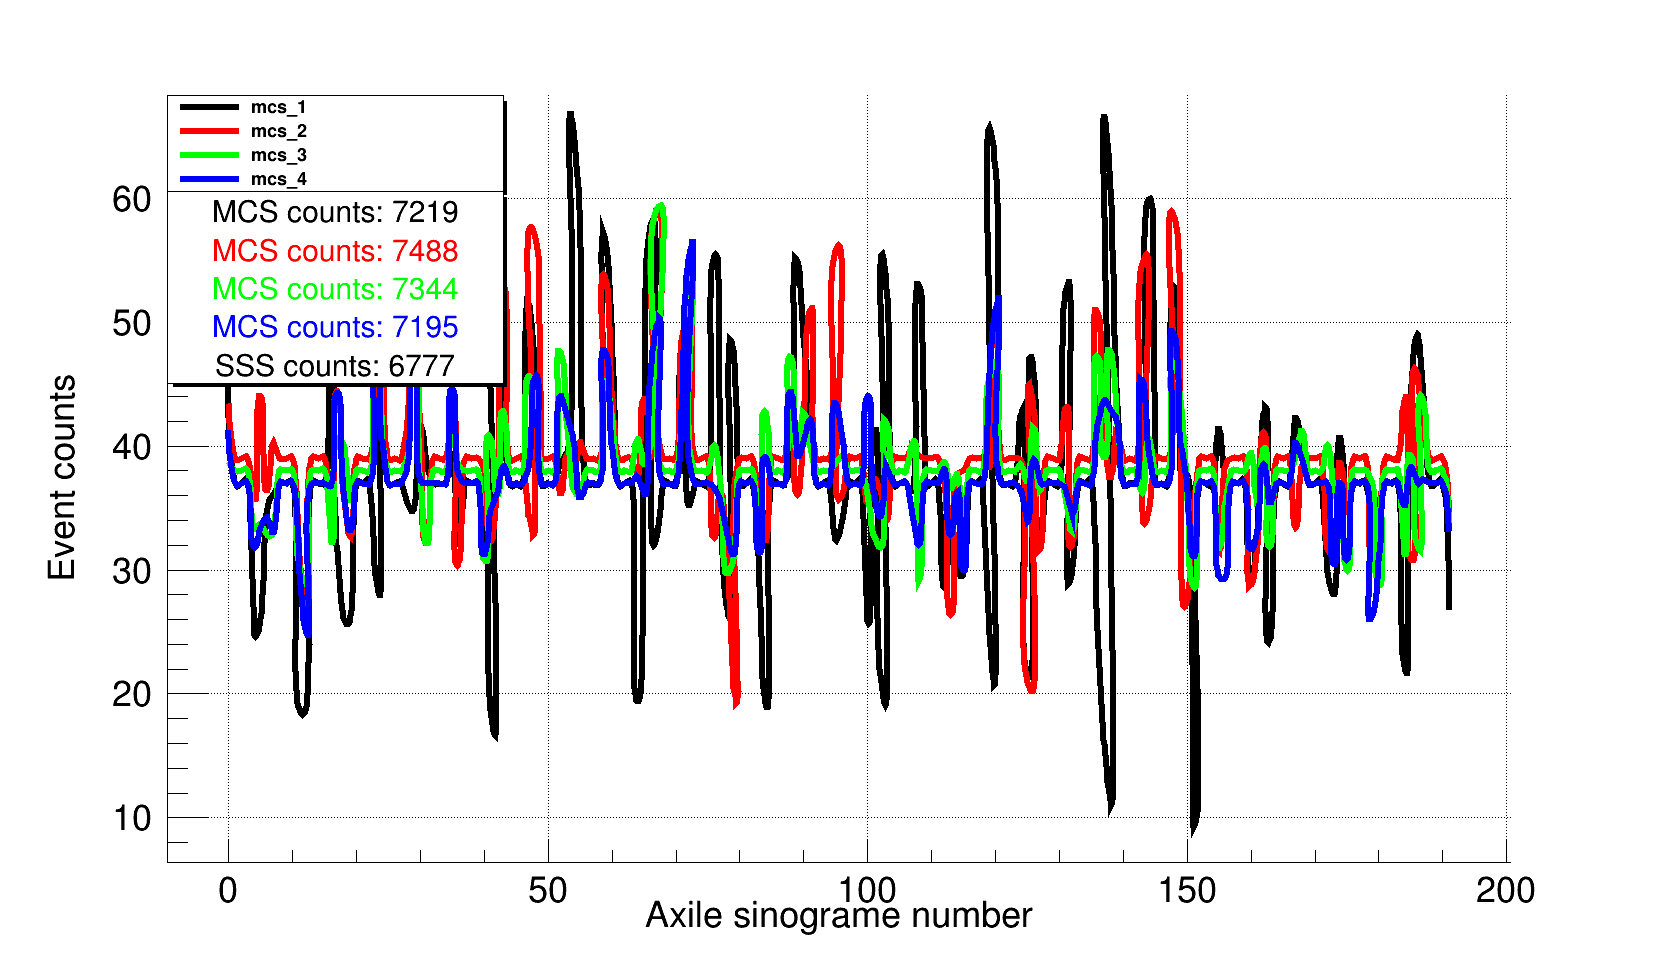 mcs_1
mcs_2
mcs_3
mcs_4
MCS counts: 7219
MCS counts: 7488
MCS counts: 7344
MCS counts: 7195
SSS counts: 6777
Event counts
60
50
40
30
20
10
0 50 100 150 200
Axile sinograme number